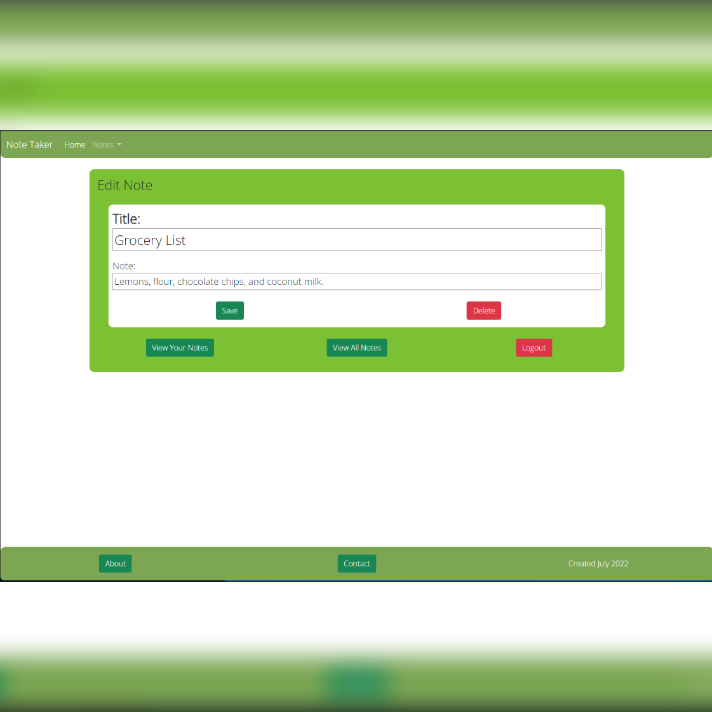 Note Taker Home Notes
Edit Note
Title:
Grocery List
Note:
Lemons, flour, chocolate chips, and coconut milk.
Save Delete
View Your Notes View All Notes Logout
About Contact Created July 2022